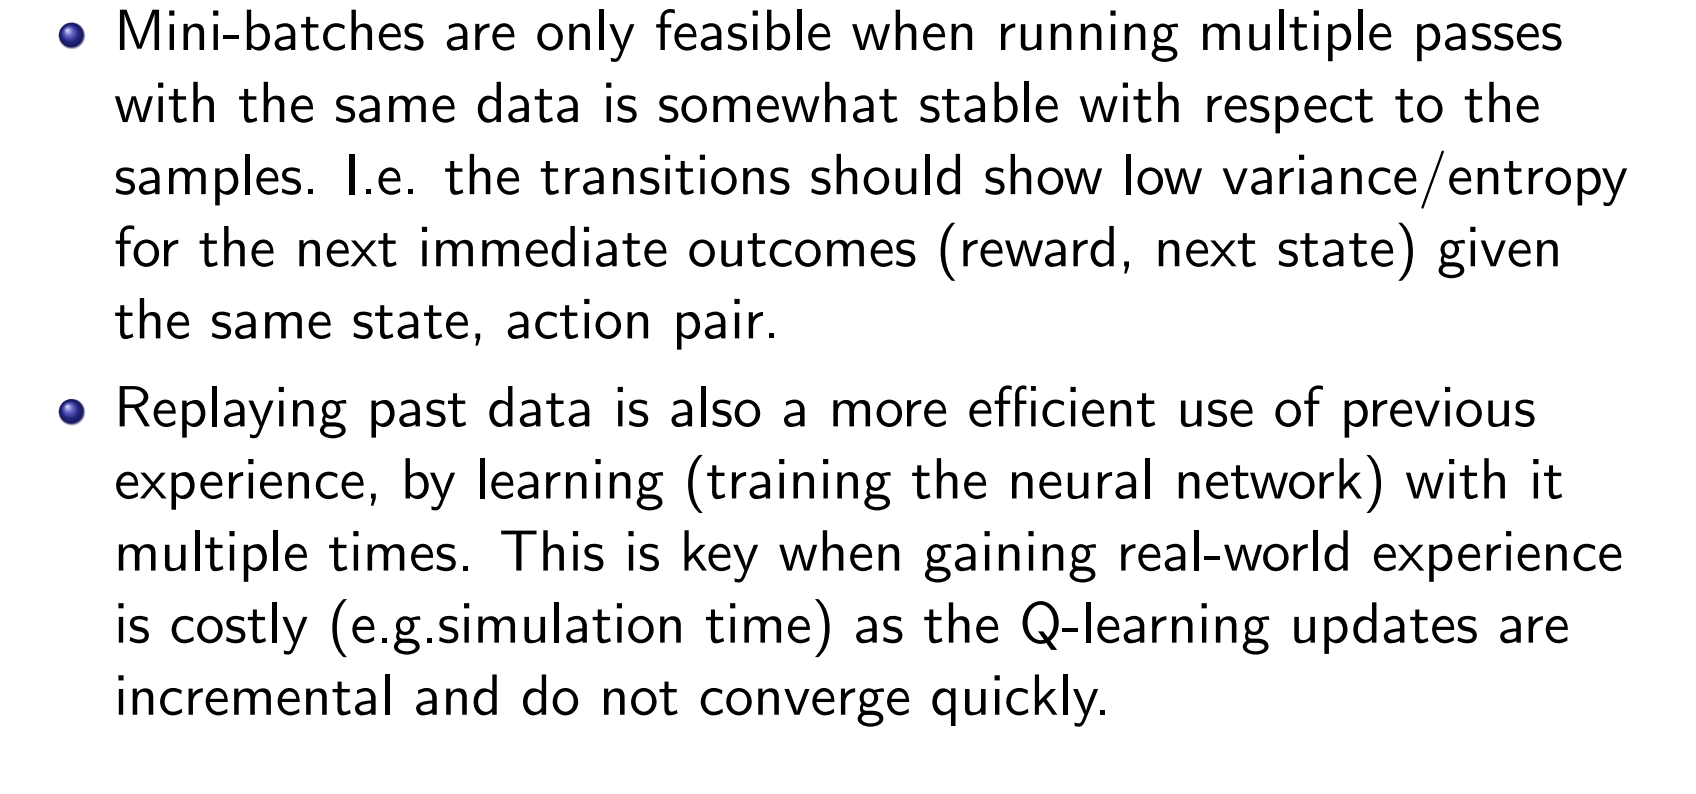 Mini-batches are only feasible when running multiple passes
with the same data is somewhat stable with respect to the
samples. I.e. the transitions should show low variance/entropy
for the next immediate outcomes (reward, next state) given
the same state, action pair.
Replaying past data is also a more efficient use of previous
experience, by learning (training the neural network) with it
multiple times. This is key when gaining real-world experience
is costly (e.g.simulation time) as the Q-learning updates are
incremental and do not converge quickly.